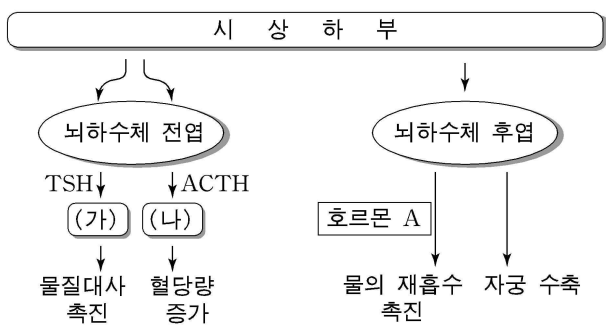 시 상 하 부
뇌하수체 전엽
뇌하수체 후엽
TSH
ACTH
(가)
(나)
호르몬 A
물질대사
촉진
혈당량
증가
물의 재흡수
촉진
자궁 수축